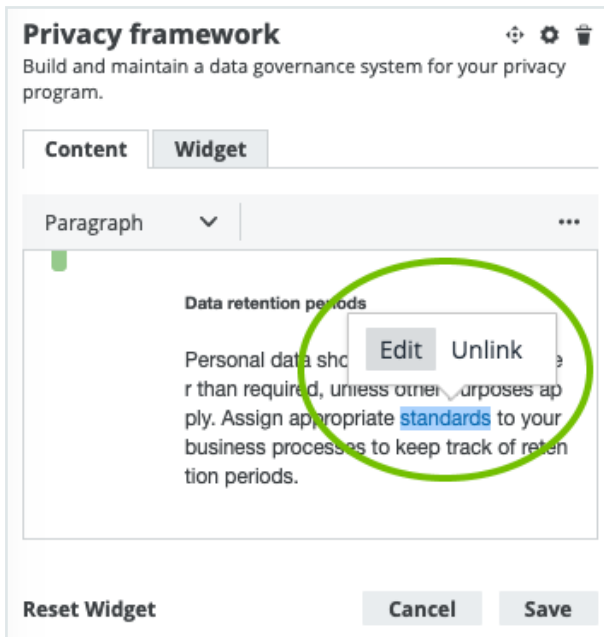 Privacy framework
Build and maintain a data governance system for your privacy
program.
Content Widget
Paragraph
Data retention periods
Edit Unlink
Personal data sho e
r than required, unless other purposes ap
ply. Assign appropriate standards to your
business processes to keep track of reten
tion periods.
Reset Widget Cancel Save